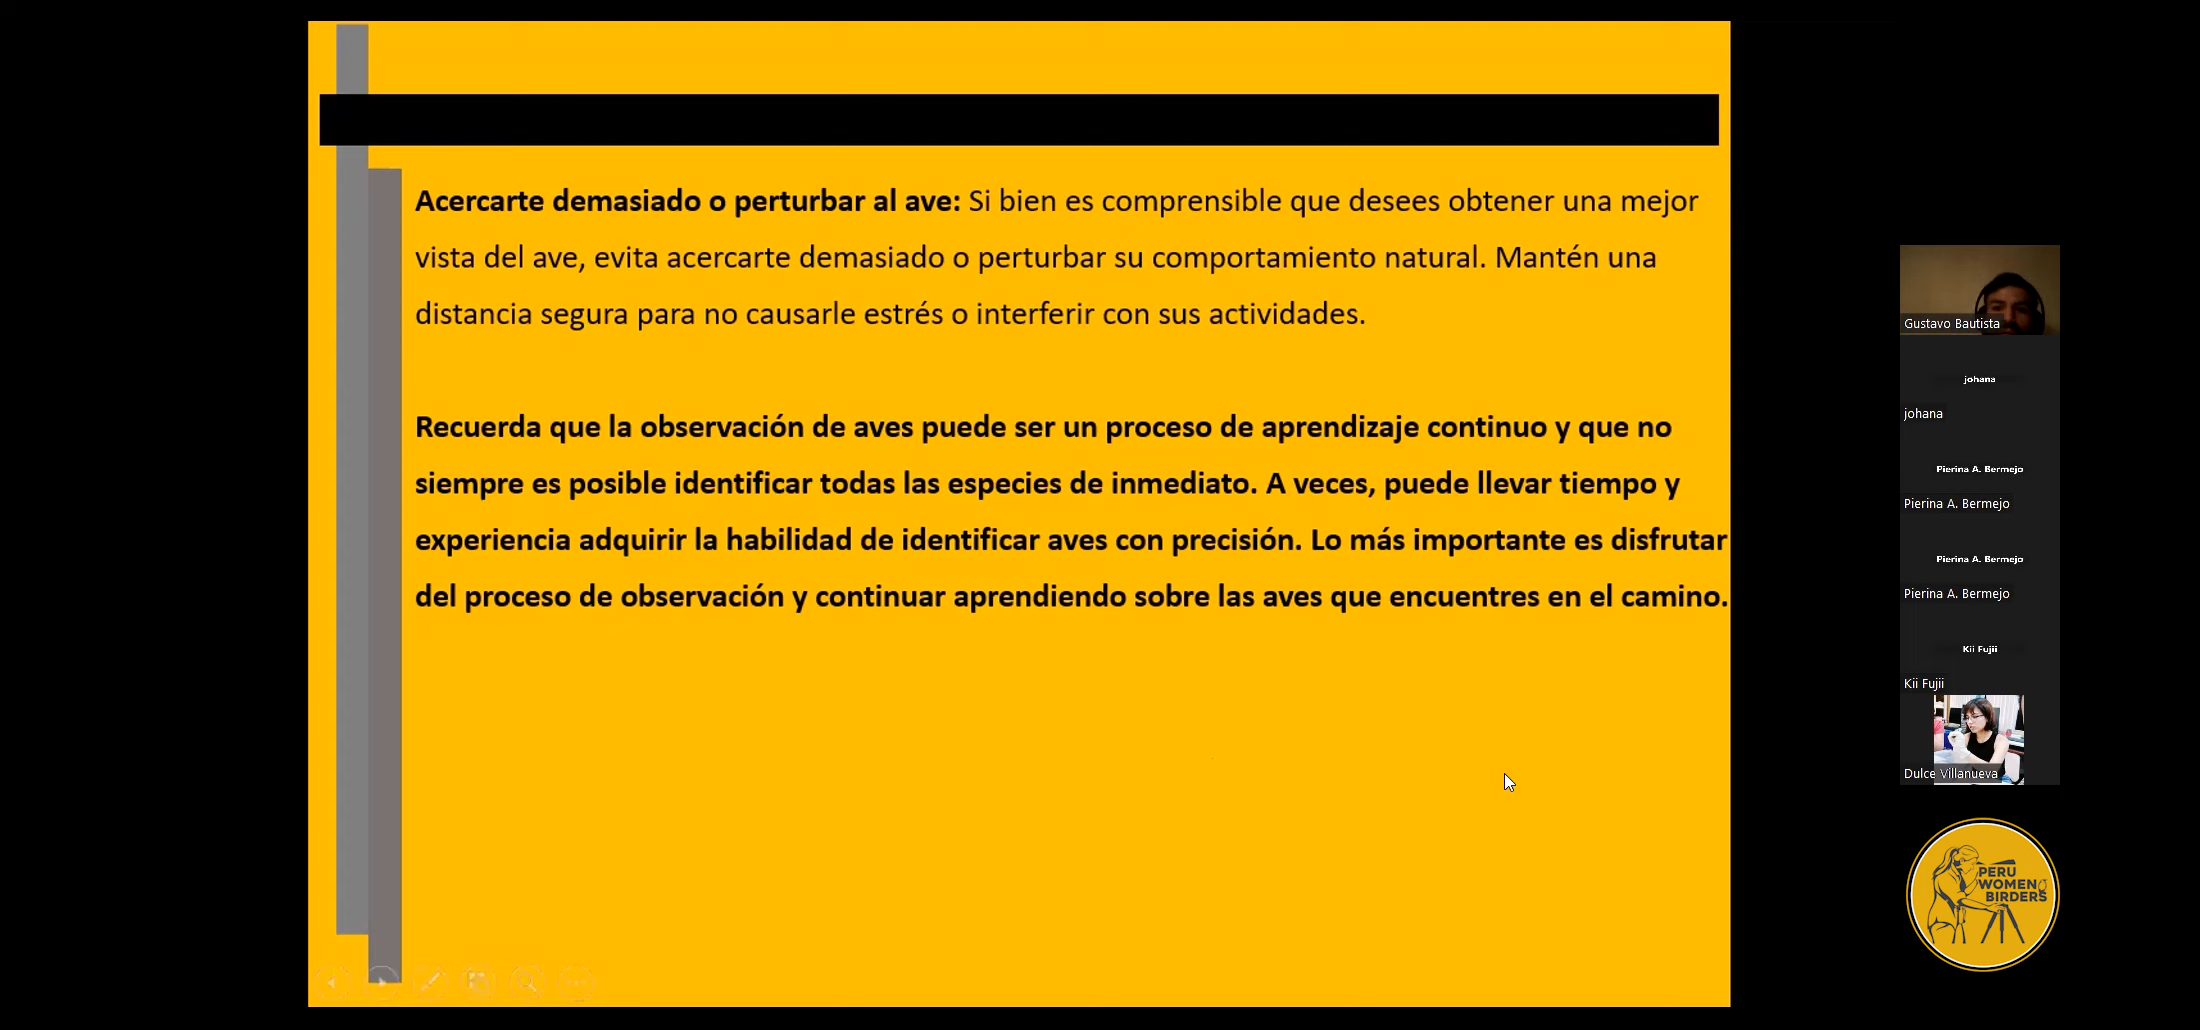 Acercarte demasiado o perturbar al ave: Si bien es comprensible que desees obtener una mejor
vista del ave, evita acercarte demasiado o perturbar su comportamiento natural. Mantén una
distancia segura para no causarle estrés o interferir con sus actividades.
Recuerda que la observación de aves puede ser un proceso de aprendizaje continuo y que no
siempre es posible identificar todas las especies de inmediato. A veces, puede llevar tiempo y
experiencia adquirir la habilidad de identificar aves con precisión. Lo más importante es disfrutar
del proceso de observación y continuar aprendiendo sobre las aves que encuentres en el camino.
Gustavo Bautista
johana
johana
Pierina A. Bermejo
Pierina A. Bermejo
Pierina A. Bermejo
Pierina A. Bermejo
Kii Fujii
Kii Fujii
Dulce Villanueva
PERU
WOMEN
BIRDERS